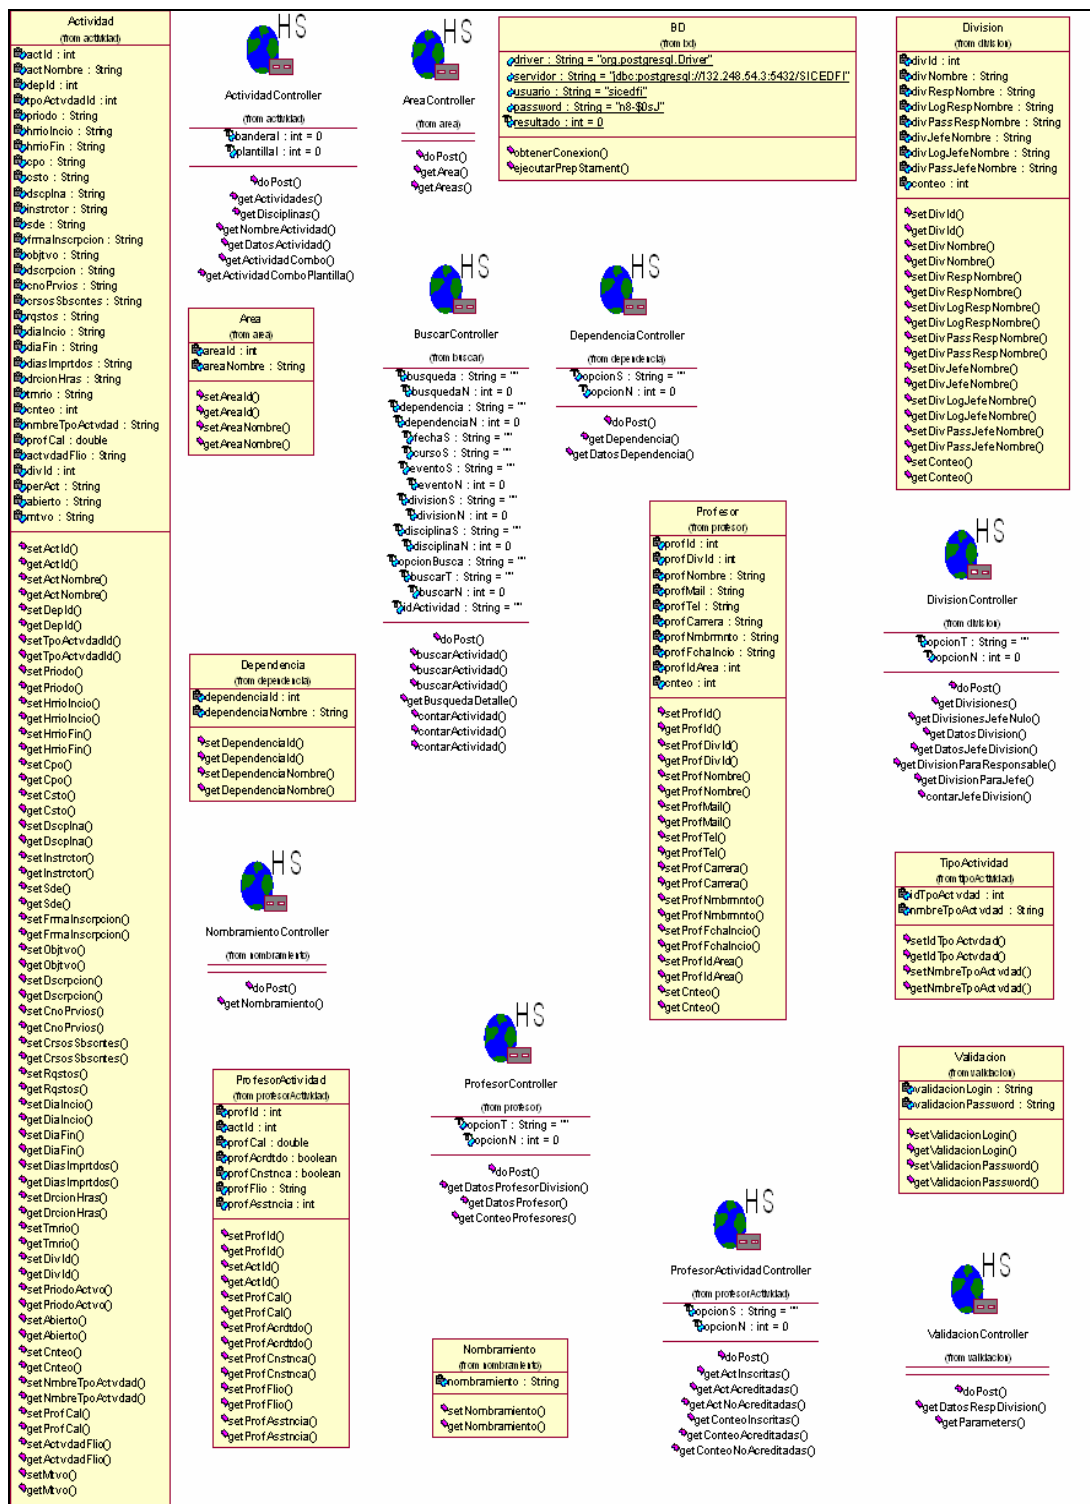 Actividad
(from actividad)
actId : int
actNombre : String
depId : int
tpoActvdadId : int
priodo : String
hrrioIncio : String
hrrioFin : String
cpo : String
csto : String
dscplna : String
instrctor : String
sde : String
frmaInscrpcion : String
objtvo : String
dscrpcion : String
cnoPrvios : String
crsosSbscntes : String
rqstos : String
diaIncio : String
diaFin : String
diasImprtdos : String
drcionHras : String
tmrio : String
cnteo : int
nmbreTpoActvdad : String
profCal : double
actvdadFlio : String
divId : int
perAct : String
abierto : String
mtvo : String
setActId()
getActId()
setActNombre()
getActNombre()
setDepId()
getDepId()
setTpoActvdadId()
getTpoActvdadId()
setPriodo()
getPriodo()
setHrrioIncio()
getHrrioIncio()
setHrrioFin()
getHrrioFin()
setCpo()
getCpo()
setCsto()
getCsto()
setDscplna()
getDscplna()
setInstrctor()
getInstrctor()
setSde()
getSde()
setFrmaInscrpcion()
getFrmaInscrpcion()
setObjtvo()
getObjtvo()
setDscrpcion()
getDscrpcion()
setCnoPrvios()
getCnoPrvios()
setCrsosSbscntes()
getCrsosSbscntes()
setRqstos()
getRqstos()
setDiaIncio()
getDiaIncio()
setDiaFin()
getDiaFin()
setDiasImprtdos()
getDiasImprtdos()
setDrcionHras()
getDrcionHras()
setTmrio()
getTmrio()
setDivId()
getDivId()
setPriodoActvo()
getPriodoActvo()
setAbierto()
getAbierto()
setCnteo()
getCnteo()
setNmbreTpoActvdad()
getNmbreTpoActvdad()
setProfCal()
getProfCal()
setActvdadFlio()
getActvdadFlio()
setMtvo()
getMtvo()
HS
ActividadController
(from actividad)
banderaI : int = 0
plantillaI : int = 0
doPost()
getActividades()
getDisciplinas()
getNombreActividad()
getDatosActividad()
getActividadCombo()
getActividadComboPlantilla()
HS
AreaController
(from area)
doPost()
getArea()
getAreas()
BD
(from bd)
driver : String = "org.postgresql.Driver"
servidor : String = "jdbc:postgresql://132.248.54.3:5432/SICEDFI"
usuario : String = "sicedfi"
password : String = "n8-$0sJ"
resultado : int = 0
obtenerConexion()
ejecutarPrepStament()
Division
(from division)
divId : int
divNombre : String
divRespNombre : String
divLogRespNombre : String
divPassRespNombre : String
divJefeNombre : String
divLogJefeNombre : String
divPassJefeNombre : String
conteo : int
setDivId()
getDivId()
setDivNombre()
getDivNombre()
setDivRespNombre()
getDivRespNombre()
setDivLogRespNombre()
getDivLogRespNombre()
setDivPassRespNombre()
getDivPassRespNombre()
setDivJefeNombre()
getDivJefeNombre()
setDivLogJefeNombre()
getDivLogJefeNombre()
setDivPassJefeNombre()
getDivPassJefeNombre()
setConteo()
getConteo()
Area
(from area)
areaId : int
areaNombre : String
setAreaId()
getAreaId()
setAreaNombre()
getAreaNombre()
HS
BuscarController
(from buscar)
busqueda : String = ""
busquedaN : int = 0
dependencia : String = ""
dependenciaN : int = 0
fechaS : String = ""
cursoS : String = ""
eventoS : String = ""
eventoN : int = 0
divisionS : String = ""
divisionN : int = 0
disciplinaS : String = ""
disciplinaN : int = 0
opcionBusca : String = ""
buscarT : String = ""
buscarN : int = 0
idActividad : String = ""
doPost()
buscarActividad()
buscarActividad()
buscarActividad()
getBusquedaDetalle()
contarActividad()
contarActividad()
contarActividad()
HS
DependenciaController
(from dependencia)
opcionS : String = ""
opcionN : int = 0
doPost()
getDependencia()
getDatosDependencia()
Profesor
(from profesor)
profId : int
profDivId : int
profNombre : String
profMail : String
profTel : String
profCarrera : String
profNmbrmnto : String
profFchaIncio : String
profIdArea : int
cnteo : int
setProfId()
getProfId()
setProfDivId()
getProfDivId()
setProfNombre()
getProfNombre()
setProfMail()
getProfMail()
setProfTel()
getProfTel()
setProfCarrera()
getProfCarrera()
setProfNmbrmnto()
getProfNmbrmnto()
setProfFchaIncio()
getProfFchaIncio()
setProfIdArea()
getProfIdArea()
setCnteo()
getCnteo()
HS
DivisionController
(from division)
opcionT : String = ""
opcionN : int = 0
doPost()
getDivisiones()
getDivisionesJefeNulo()
getDatosDivision()
getDatosJefeDivision()
getDivisionParaResponsable()
getDivisionParaJefe()
contarJefeDivision()
Dependencia
(from dependencia)
dependenciaId : int
dependenciaNombre : String
setDependenciaId()
getDependenciaId()
setDependenciaNombre()
getDependenciaNombre()
HS
NombramientoController
(from nombramiento)
doPost()
getNombramiento()
TipoActividad
(from tipoActividad)
idTpoActvdad : int
nmbreTpoActvdad : String
setIdTpoActvdad()
getIdTpoActvdad()
setNmbreTpoActvdad()
getNmbreTpoActvdad()
HS
ProfesorController
(from profesor)
opcionT : String = ""
opcionN : int = 0
doPost()
getDatosProfesorDivision()
getDatosProfesor()
getConteoProfesores()
Validacion
(from validacion)
validacionLogin : String
validacionPassword : String
setValidacionLogin()
getValidacionLogin()
setValidacionPassword()
getValidacionPassword()
ProfesorActividad
(from profesorActividad)
profId : int
actId : int
profCal : double
profAcrdtdo : boolean
profCnstnca : boolean
profFlio : String
profAsstncia : int
setProfId()
getProfId()
setActId()
getActId()
setProfCal()
getProfCal()
setProfAcrdtdo()
getProfAcrdtdo()
setProfCnstnca()
getProfCnstnca()
setProfFlio()
getProfFlio()
setProfAsstncia()
getProfAsstncia()
HS
ProfesorActividadController
(from profesorActividad)
opcionS : String = ""
opcionN : int = 0
doPost()
getActInscritas()
getActAcreditadas()
getActNoAcreditadas()
getConteoInscritas()
getConteoAcreditadas()
getConteoNoAcreditadas()
HS
ValidacionController
(from validacion)
doPost()
getDatosRespDivision()
getParameters()
Nombramiento
(from nombramiento)
nombramiento : String
setNombramiento()
getNombramiento()